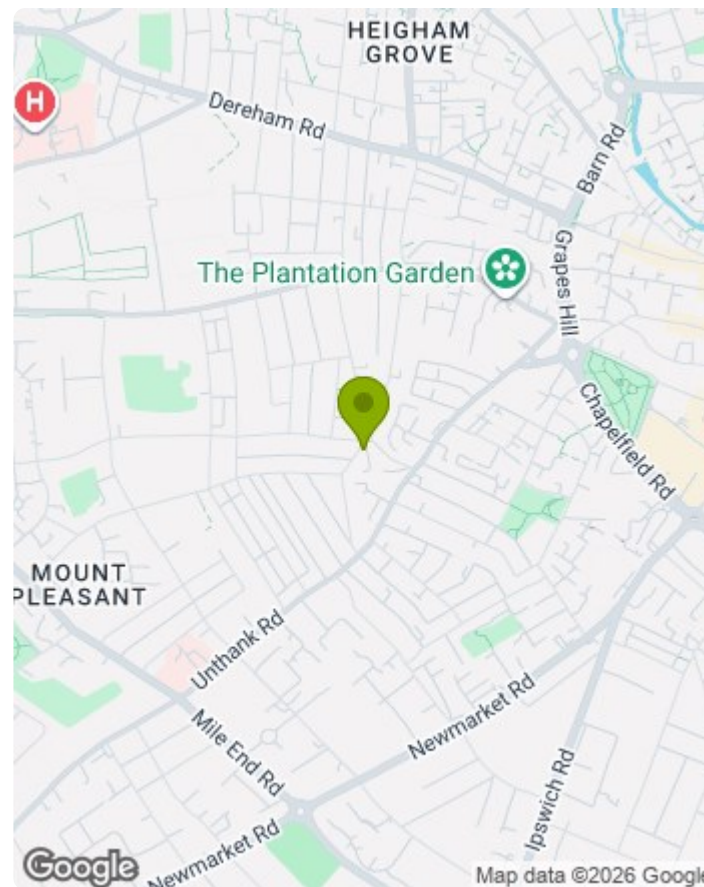 HEIGHAM
GROVE
H
Dereham Rd
Barn Rd
The Plantation Garden
Grapes Hill
Chapelfield Rd
MOUNT
PLEASANT
Unthank Rd
Mile End Rd
Newmarket Rd
Ipswich Rd
Newmarket Rd
Google
Map data ©2026 Google